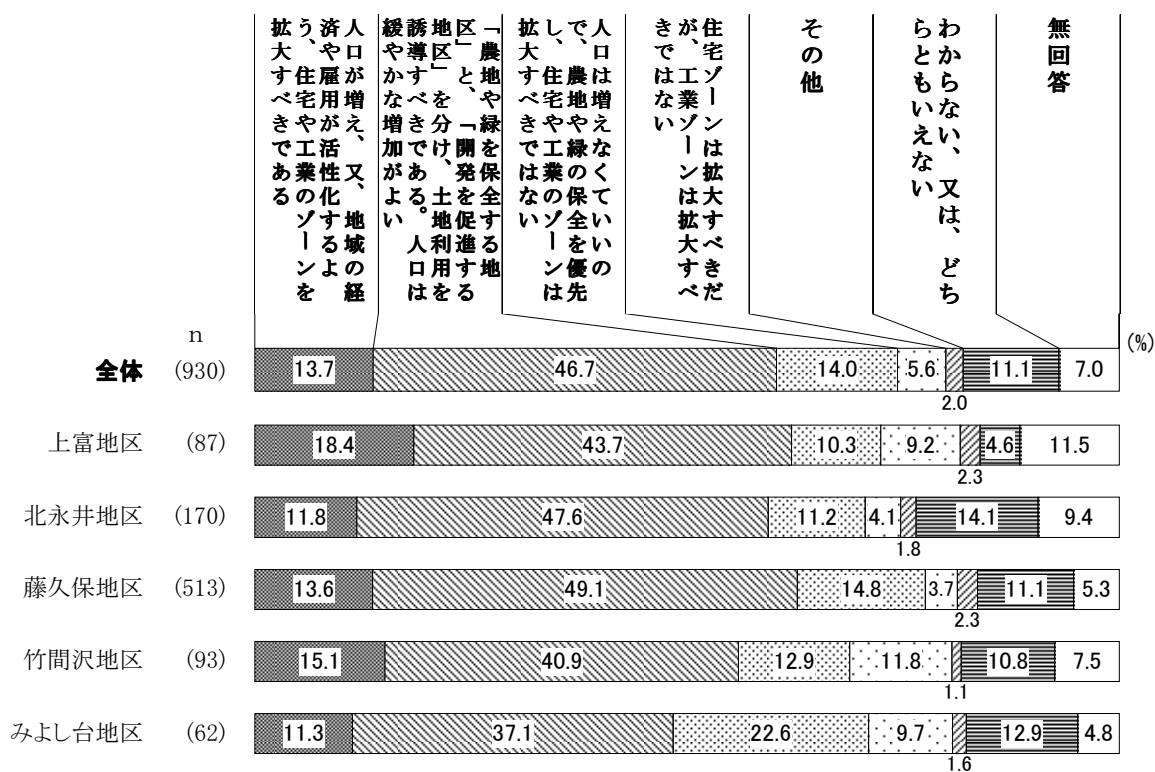 人口が増え、又、地域の経
済や雇用が活性化するよ
う、住宅や工業のゾーンを
拡大すべきである
「農地や緑を保全する地
区」と、「開発を促進する
地区」を分け、土地利用を
誘導すべきである。人口は
緩やかな増加がよい
人口は増えなくていいの
で、農地や緑の保全を優先
し、住宅や工業のゾーンは
拡大すべきではない
住宅ゾーンは拡大すべきだ
が、工業ゾーンは拡大すべ
きではない
その他
わからない、又は、どち
らともいえない
無回答
n
(%)
全体 (930) 13.7 46.7 14.0 5.6 11.1 7.0
2.0
上富地区 (87) 18.4 43.7 10.3 9.2 4.6 11.5
2.3
北永井地区 (170) 11.8 47.6 11.2 4.1 14.1 9.4
1.8
藤久保地区 (513) 13.6 49.1 14.8 3.7 11.1 5.3
2.3
竹間沢地区 (93) 15.1 40.9 12.9 11.8 10.8 7.5
1.1
みよし台地区 (62) 11.3 37.1 22.6 9.7 12.9 4.8
1.6